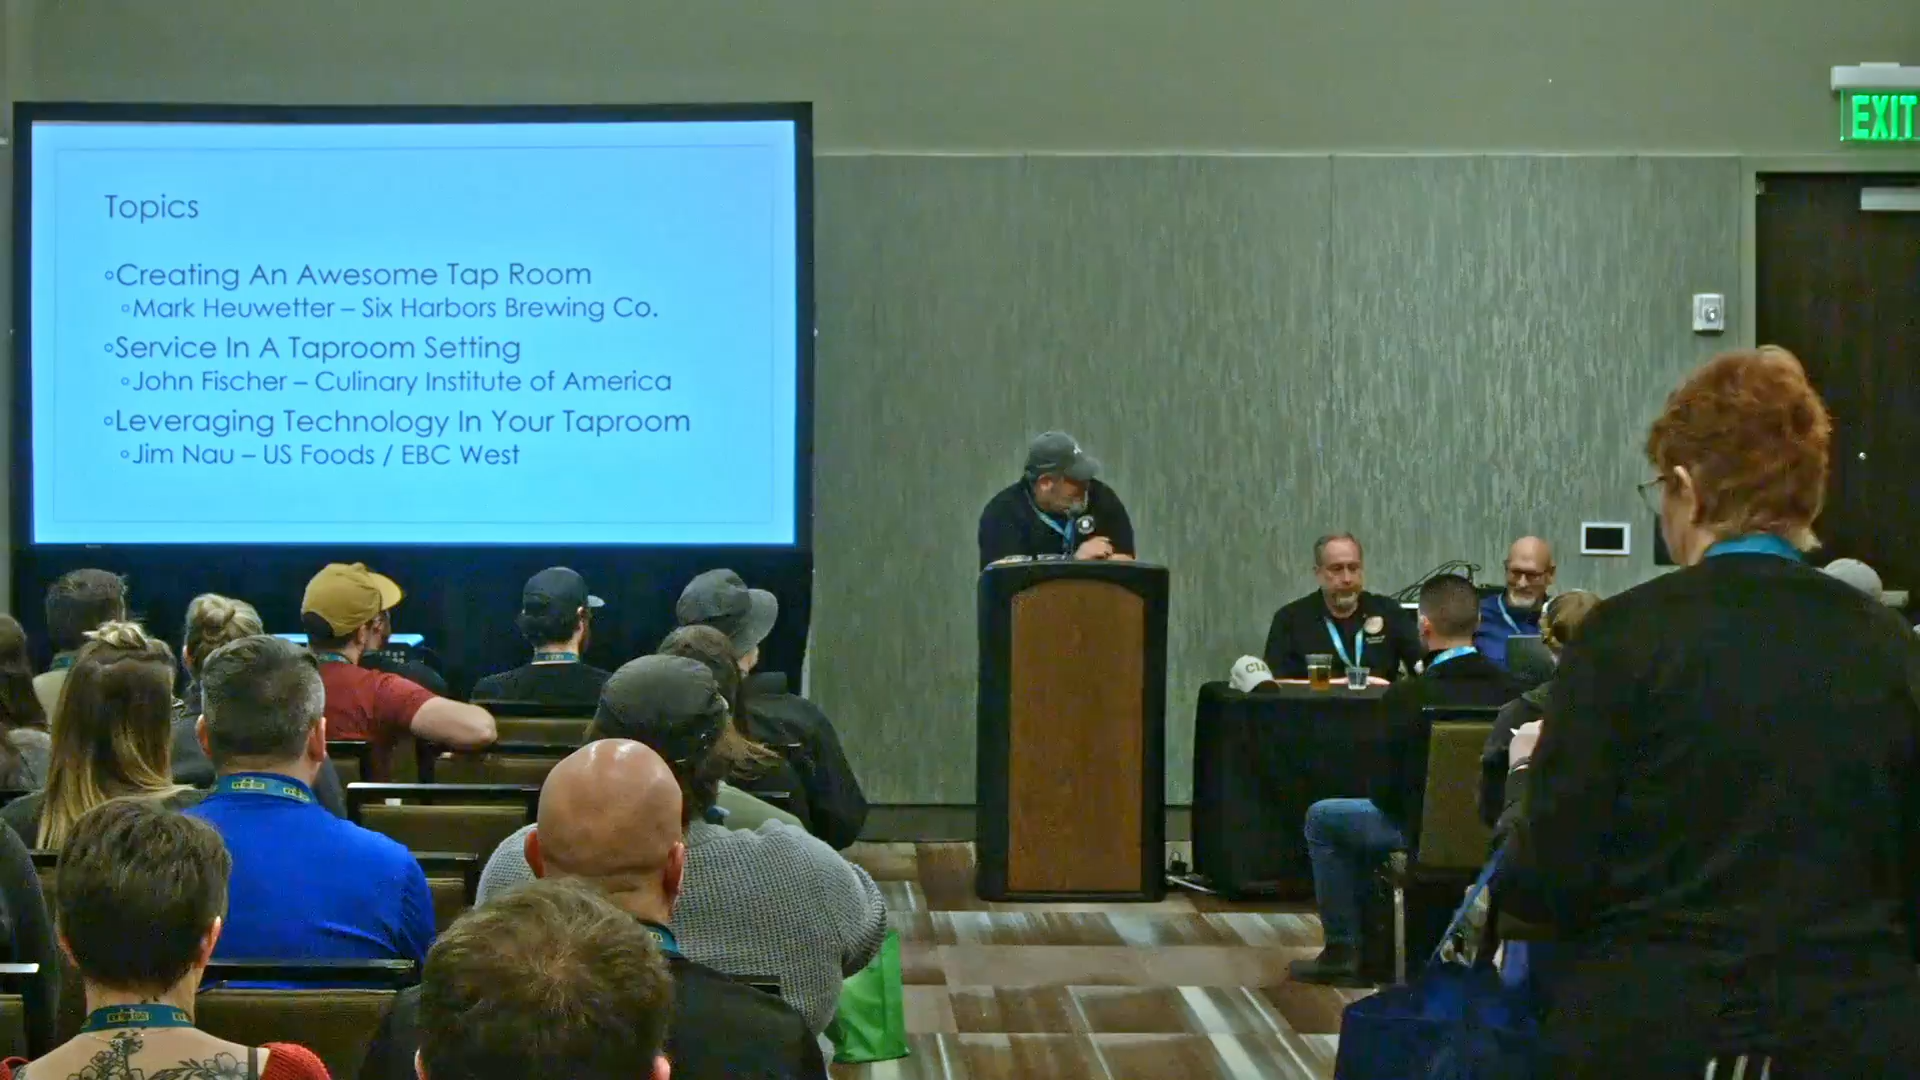 Topics
Creating An Awesome Tap Room
Mark Heuwetter – Six Harbors Brewing Co.
Service In A Taproom Setting
John Fischer – Culinary Institute of America
Leveraging Technology In Your Taproom
Jim Nau – US Foods / EBC West
EXIT
CIA